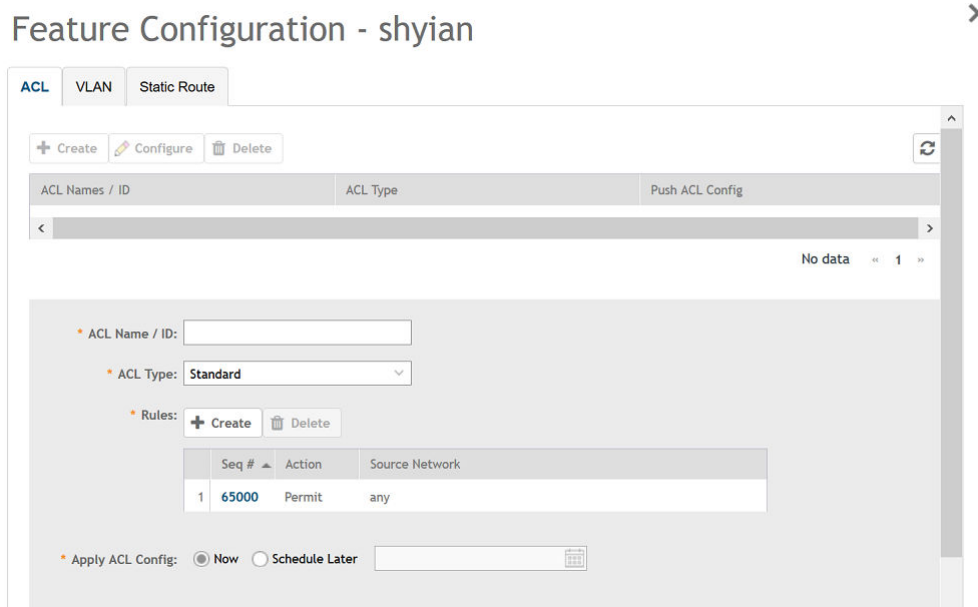 Feature Configuration - shyian
ACL VLAN Static Route
Create Configure Delete
ACL Names / ID ACL Type Push ACL Config
No data « 1 »
* ACL Name / ID:
* ACL Type: Standard
* Rules: Create Delete
Seq # Action Source Network
1 65000 Permit any
* Apply ACL Config: Now Schedule Later